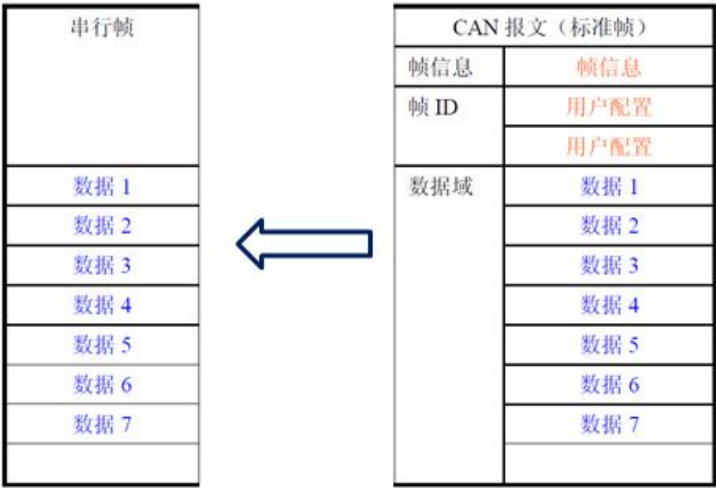 串行帧
数据 1
数据 2
数据 3
数据 4
数据 5
数据 6
数据 7
CAN 报文（标准帧）
帧信息 帧信息
帧 ID 用户配置
用户配置
数据域 数据 1
数据 2
数据 3
数据 4
数据 5
数据 6
数据 7